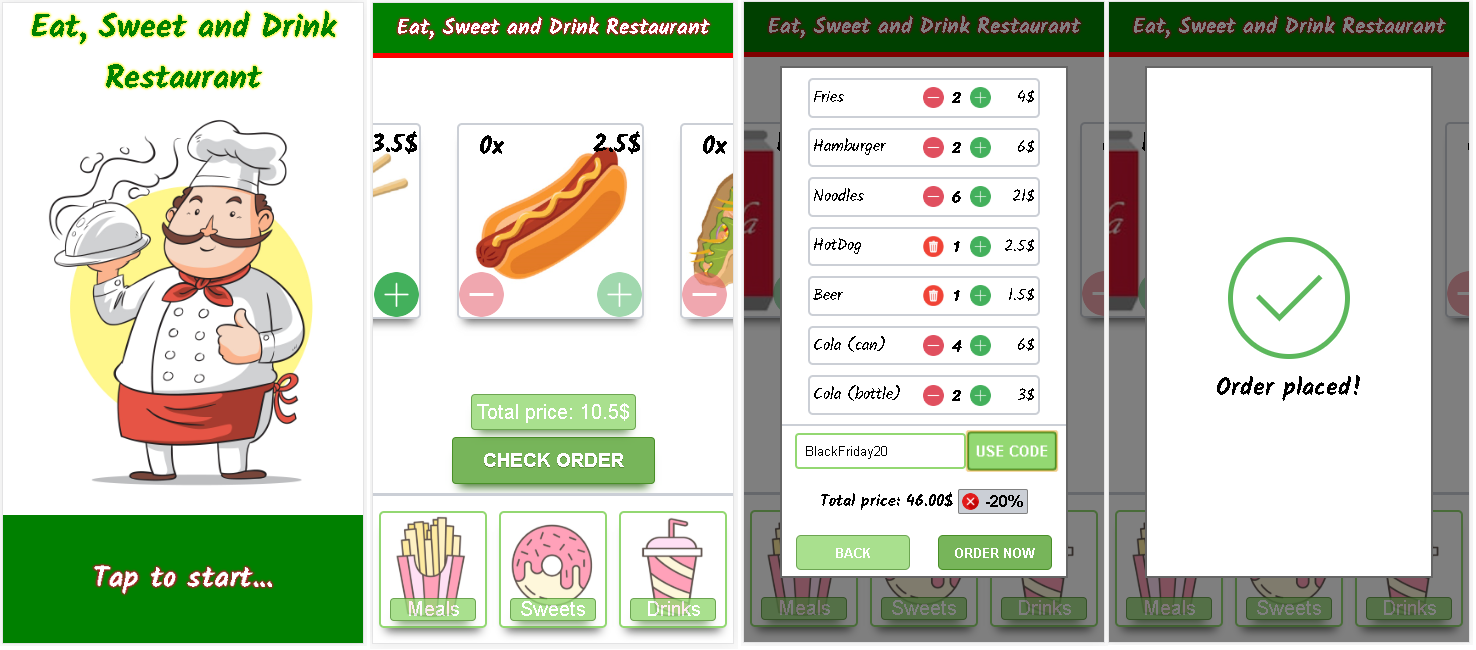 Eat, Sweet and Drink
Restaurant
Tap to start...
Eat, Sweet and Drink Restaurant
3.5$
0x 2.5$
0x
Total price: 10.5$
CHECK ORDER
Meals Sweets Drinks
Eat, Sweet and Drink Restaurant
Fries 2 4$
Hamburger 2 6$
Noodles 6 21$
HotDog 1 2.5$
Beer 1 1.5$
Cola (can) 4 6$
Cola (bottle) 2 3$
BlackFriday20 USE CODE
Total price: 46.00$ -20%
BACK ORDER NOW
Meals Sweets Drinks
Eat, Sweet and Drink Restaurant
Order placed!
Meals Sweets Drinks